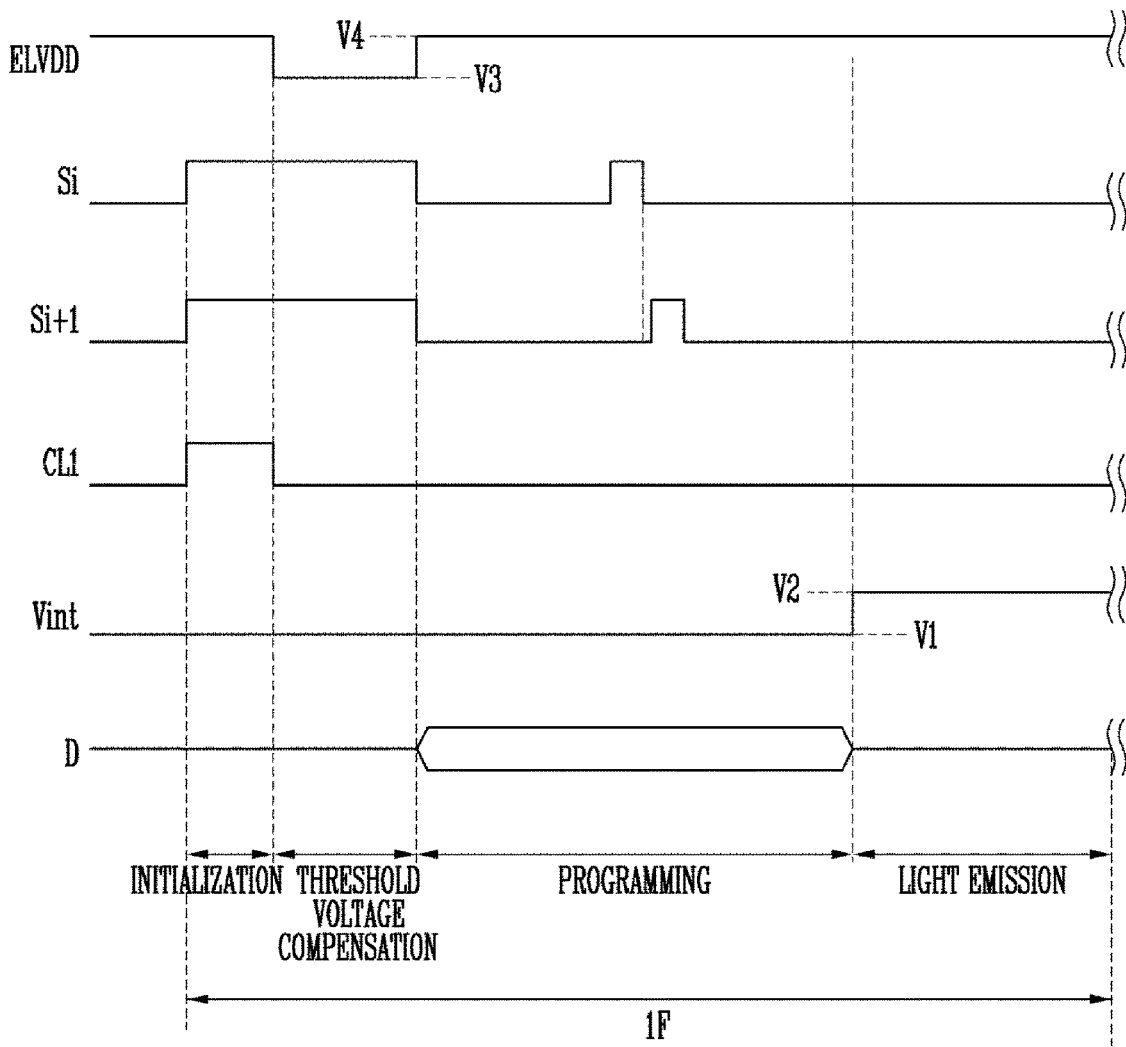 ELVDD
V4
V3
Si
Si+1
CL1
Vint
V2
V1
D
INITIALIZATION
THRESHOLD
VOLTAGE
COMPENSATION
PROGRAMMING
LIGHT EMISSION
1F